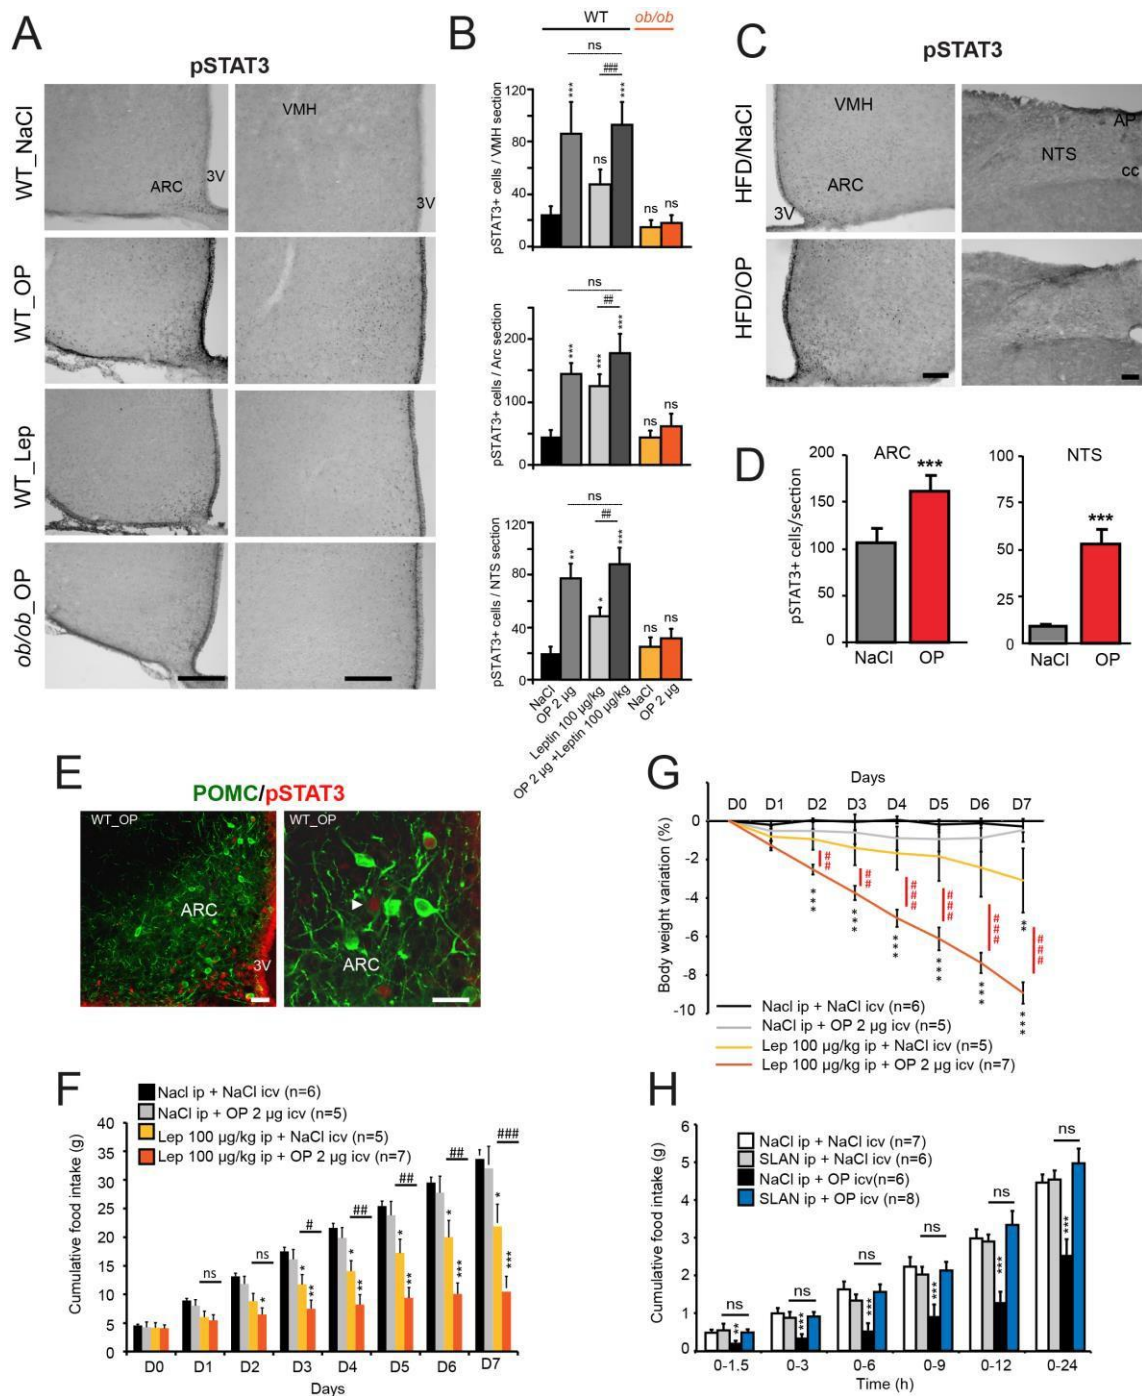 A
pSTAT3
WT_NaCl
VMH
ARC
3V
3V
WT_OP
WT_Lep
ob/ob_OP
B
WT
ob/ob
ns
###
***
***
ns
ns
ns
pSTAT3+ cells / VMH section
160
120
80
40
0
ns
##
***
***
***
ns
ns
pSTAT3+ cells / Arc section
200
100
0
ns
##
**
*
***
ns
ns
pSTAT3+ cells / NTS section
120
80
40
0
NaCl
OP 2 µg
Leptin 100 µg/kg
OP 2 µg +Leptin 100 µg/kg
NaCl
OP 2 µg
C
pSTAT3
HFD/NaCl
VMH
ARC
3V
AP
NTS
cc
HFD/OP
D
ARC
***
pSTAT3+ cells/section
200
150
100
50
0
NaCl
OP
NTS
***
100
75
50
25
0
NaCl
OP
E
POMC/pSTAT3
WT_OP
ARC
3V
WT_OP
ARC
G
Days
D0 D1 D2 D3 D4 D5 D6 D7
Body weight variation (%)
0
-2
-4
-6
-8
-10
##
##
###
###
###
###
***
***
***
***
***
**
***
Nacl ip + NaCl icv (n=6)
NaCl ip + OP 2 µg icv (n=5)
Lep 100 µg/kg ip + NaCl icv (n=5)
Lep 100 µg/kg ip + OP 2 µg icv (n=7)
F
Nacl ip + NaCl icv (n=6)
NaCl ip + OP 2 µg icv (n=5)
Lep 100 µg/kg ip + NaCl icv (n=5)
Lep 100 µg/kg ip + OP 2 µg icv (n=7)
Cumulative food intake (g)
40
35
30
25
20
15
10
5
0
ns
ns
#
##
##
##
###
*
*
**
*
**
*
**
*
***
*
***
D0 D1 D2 D3 D4 D5 D6 D7
Days
H
NaCl ip + NaCl icv (n=7)
SLAN ip + NaCl icv (n=6)
NaCl ip + OP icv(n=6)
SLAN ip + OP icv (n=8)
Cumulative food intake (g)
6
5
4
3
2
1
0
ns
ns
ns
ns
ns
ns
**
***
***
***
***
***
0-1.5 0-3 0-6 0-9 0-12 0-24
Time (h)